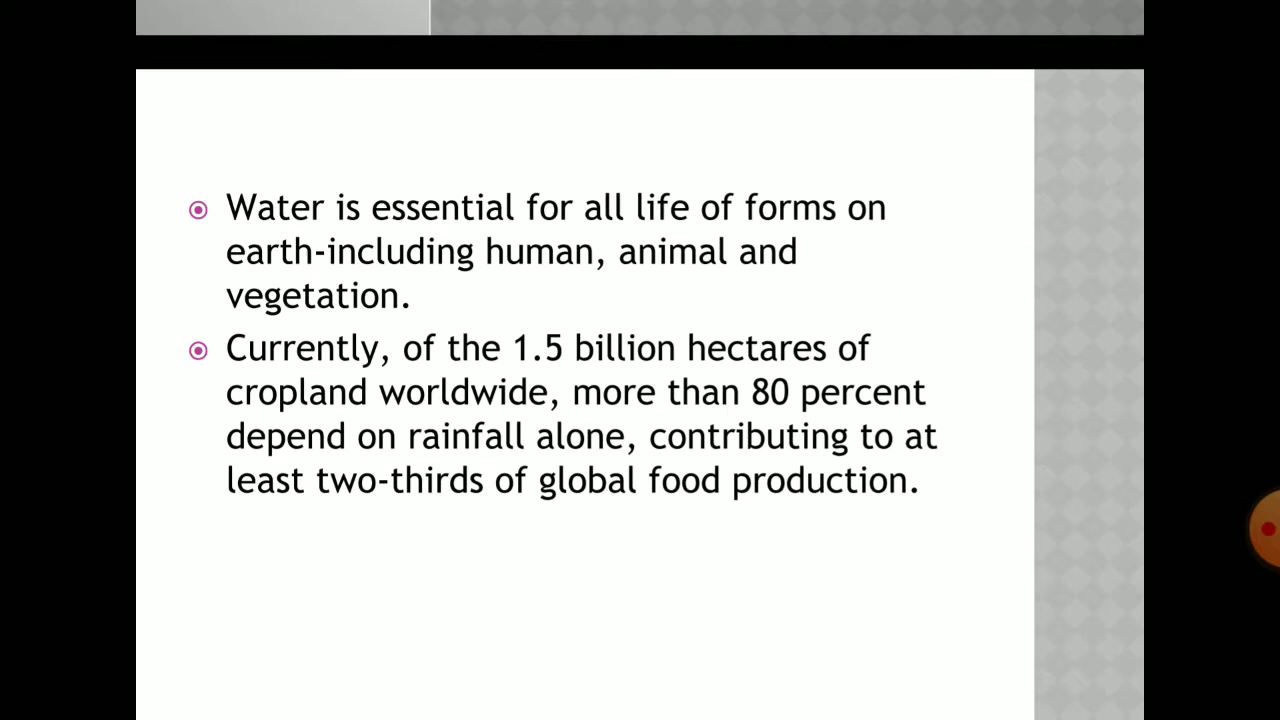 Water is essential for all life of forms on
earth-including human, animal and
vegetation.
Currently, of the 1.5 billion hectares of
cropland worldwide, more than 80 percent
depend on rainfall alone, contributing to at
least two-thirds of global food production.